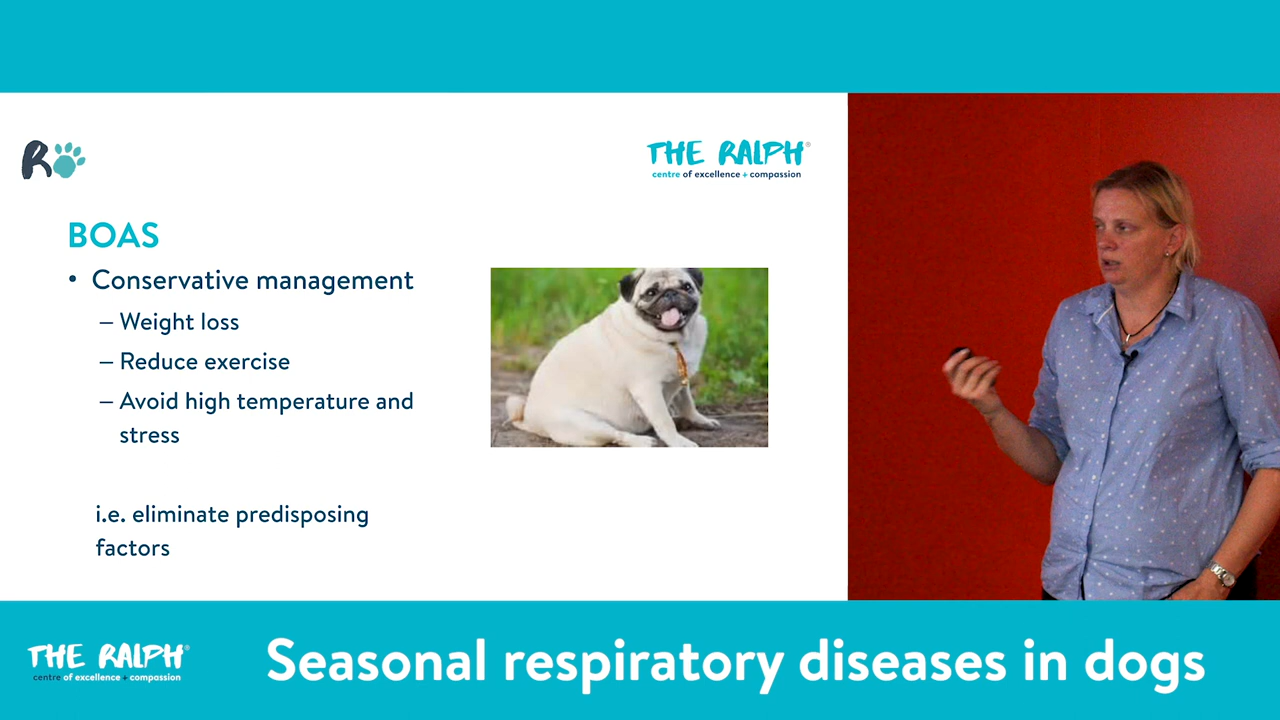 R
THE RALPH®
centre of excellence + compassion
BOAS
• Conservative management
– Weight loss
– Reduce exercise
– Avoid high temperature and
stress
i.e. eliminate predisposing
factors
THE RALPH®
centre of excellence + compassion
Seasonal respiratory diseases in dogs